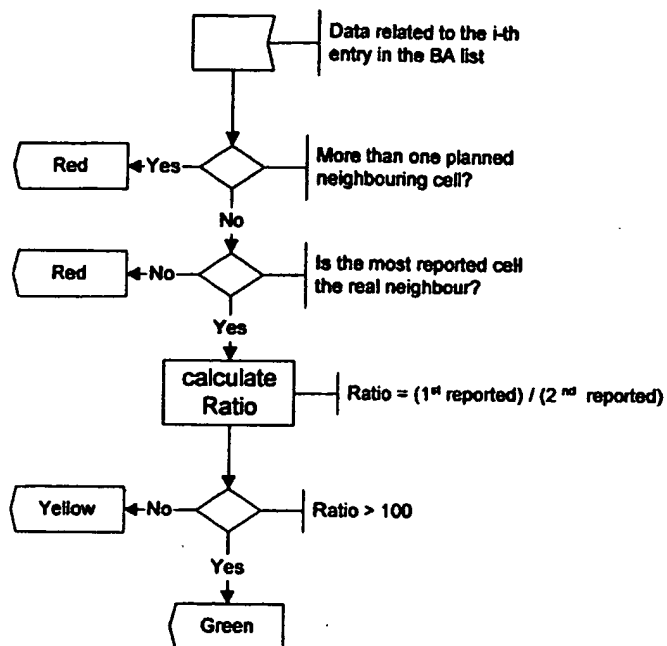 Data related to the i-th
entry in the BA list
Red
Yes
More than one planned
neighbouring cell?
No
Red
No
Is the most reported cell
the real neighbour?
Yes
calculate
Ratio
Ratio = (1st reported) / (2nd reported)
Yellow
No
Ratio > 100
Yes
Green